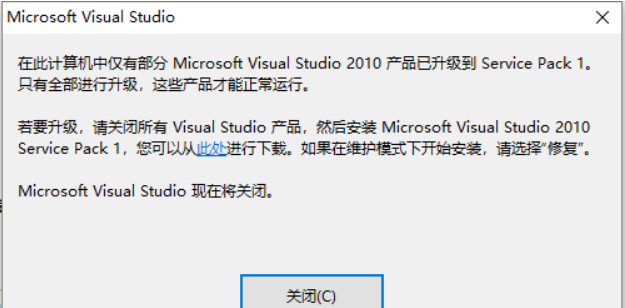 Microsoft Visual Studio
在此计算机中仅有部分 Microsoft Visual Studio 2010 产品已升级到 Service Pack 1。
只有全部进行升级，这些产品才能正常运行。
若要升级，请关闭所有 Visual Studio 产品，然后安装 Microsoft Visual Studio 2010
Service Pack 1，您可以从此处进行下载。如果在维护模式下开始安装，请选择“修复”。
Microsoft Visual Studio 现在将关闭。
关闭(C)